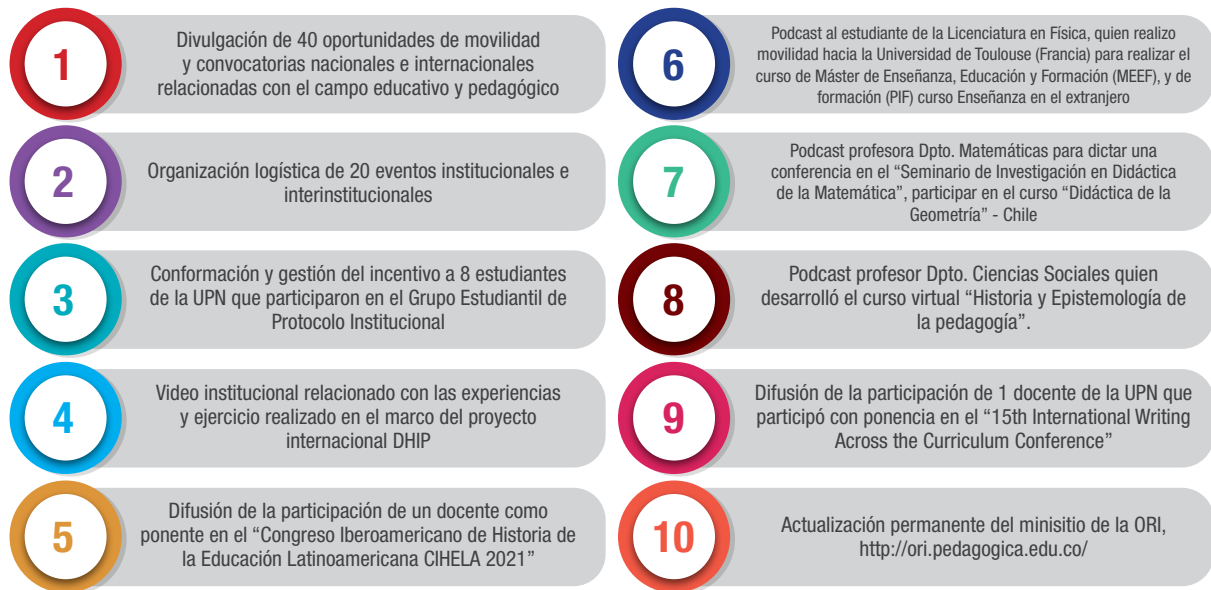 1
Divulgación de 40 oportunidades de movilidad
y convocatorias nacionales e internacionales
relacionadas con el campo educativo y pedagógico
2
Organización logística de 20 eventos institucionales e
interinstitucionales
3
Conformación y gestión del incentivo a 8 estudiantes
de la UPN que participaron en el Grupo Estudiantil de
Protocolo Institucional
4
Video institucional relacionado con las experiencias
y ejercicio realizado en el marco del proyecto
internacional DHIP
5
Difusión de la participación de un docente como
ponente en el “Congreso Iberoamericano de Historia de
la Educación Latinoamericana CIHELA 2021”
6
Podcast al estudiante de la Licenciatura en Física, quien realizo
movilidad hacia la Universidad de Toulouse (Francia) para realizar el
curso de Máster de Enseñanza, Educación y Formación (MEEF), y de
formación (PIF) curso Enseñanza en el extranjero
7
Podcast profesora Dpto. Matemáticas para dictar una
conferencia en el “Seminario de Investigación en Didáctica
de la Matemática”, participar en el curso “Didáctica de la
Geometría” - Chile
8
Podcast profesor Dpto. Ciencias Sociales quien
desarrolló el curso virtual “Historia y Epistemología de
la pedagogía”.
9
Difusión de la participación de 1 docente de la UPN que
participó con ponencia en el “15th International Writing
Across the Curriculum Conference”
10
Actualización permanente del minisitio de la ORI,
http://ori.pedagogica.edu.co/